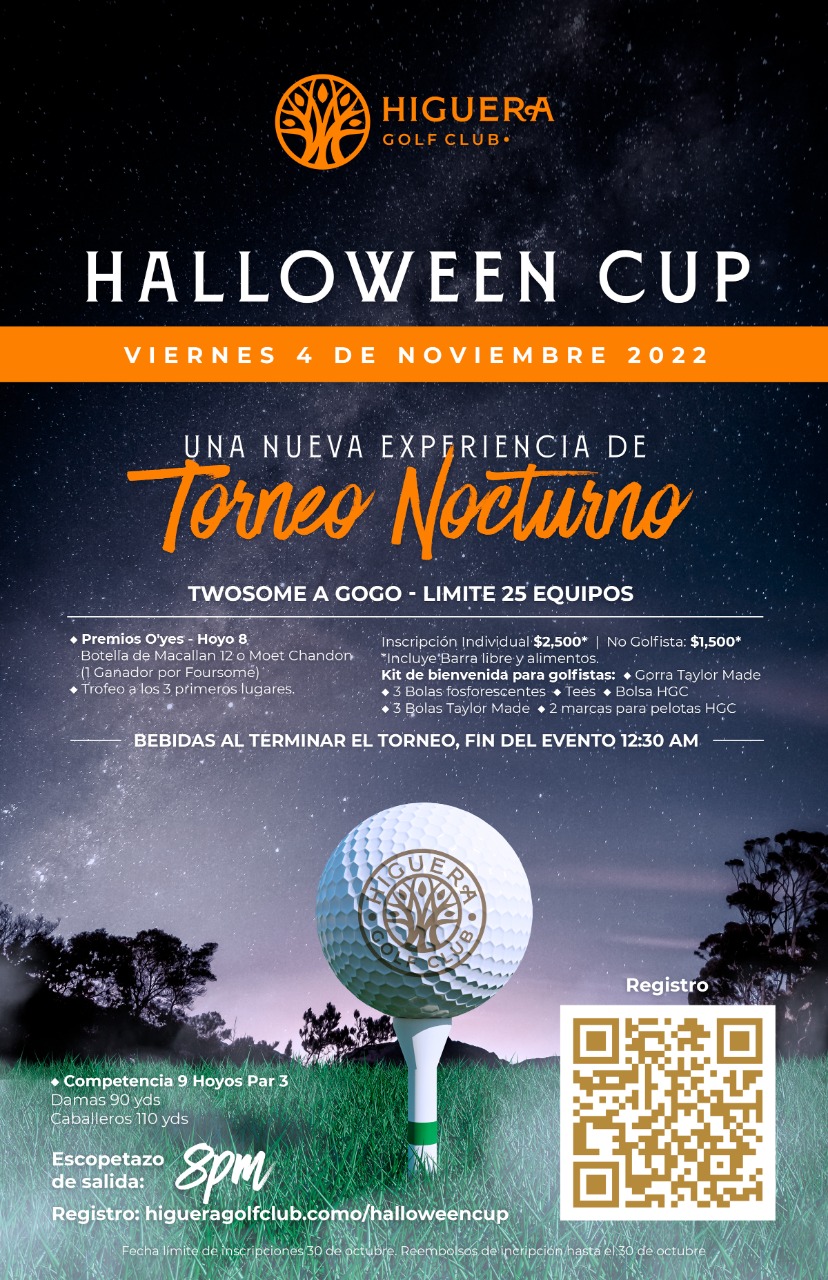 HIGUERA
GOLF CLUB
HALLOWEEN CUP
VIERNES 4 DE NOVIEMBRE 2022
UNA NUEVA EXPERIENCIA DE
Torneo Nocturno
TWOSOME A GOGO - LIMITE 25 EQUIPOS
◆ Premios O'yes - Hoyo 8
Botella de Macallan 12 o Moet Chandon
(1 Ganador por Foursome)
◆ Trofeo a los 3 primeros lugares.
Inscripción Individual $2,500* | No Golfista: $1,500*
*Incluye Barra libre y alimentos.
Kit de bienvenida para golfistas: ◆ Gorra Taylor Made
◆ 3 Bolas fosforescentes ◆ Tees ◆ Bolsa HGC
◆ 3 Bolas Taylor Made ◆ 2 marcas para pelotas HGC
BEBIDAS AL TERMINAR EL TORNEO, FIN DEL EVENTO 12:30 AM
HIGUERA
GOLF CLUB
Registro
◆ Competencia 9 Hoyos Par 3
Damas 90 yds
Caballeros 110 yds
Escopetazo
de salida: 8pm
Registro: higueragolfclub.como/halloweencup
Fecha límite de inscripciones 30 de octubre. Reembolsos de incripción hasta el 30 de octubre